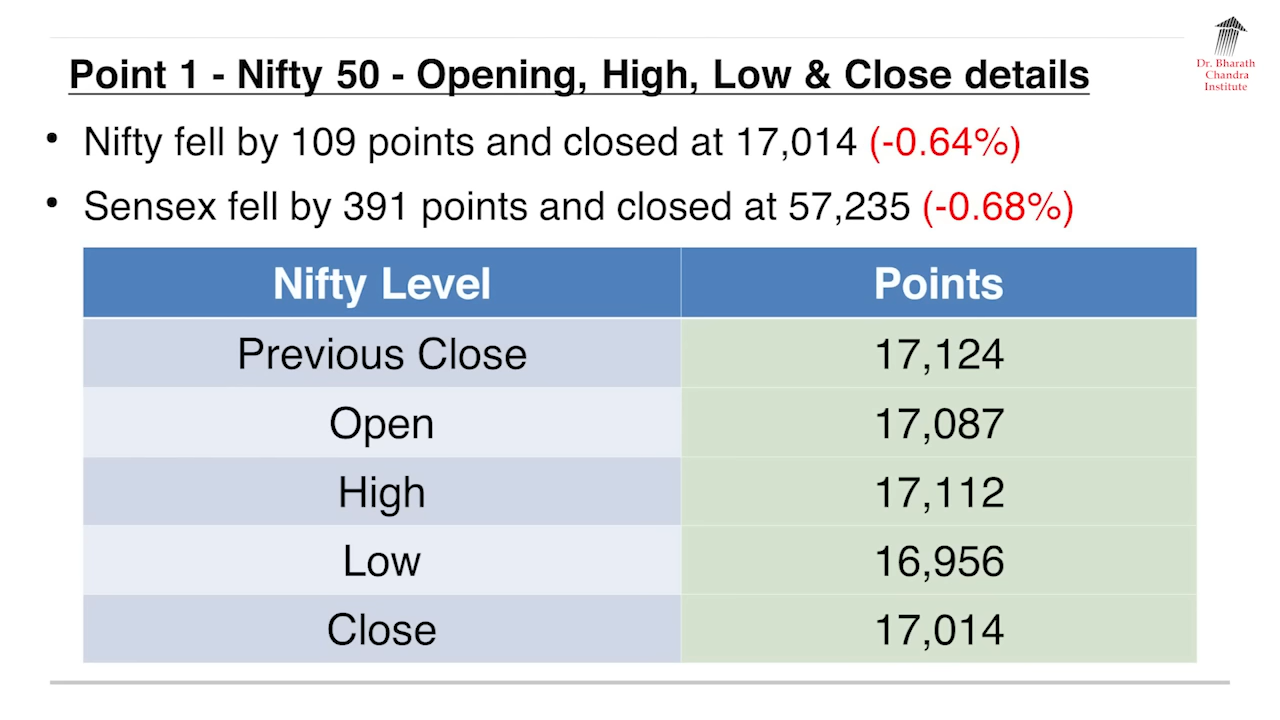 Dr. Bharath
Chandra
Institute
Point 1 - Nifty 50 - Opening, High, Low & Close details
• Nifty fell by 109 points and closed at 17,014 (-0.64%)
• Sensex fell by 391 points and closed at 57,235 (-0.68%)
Nifty Level Points
Previous Close 17,124
Open 17,087
High 17,112
Low 16,956
Close 17,014